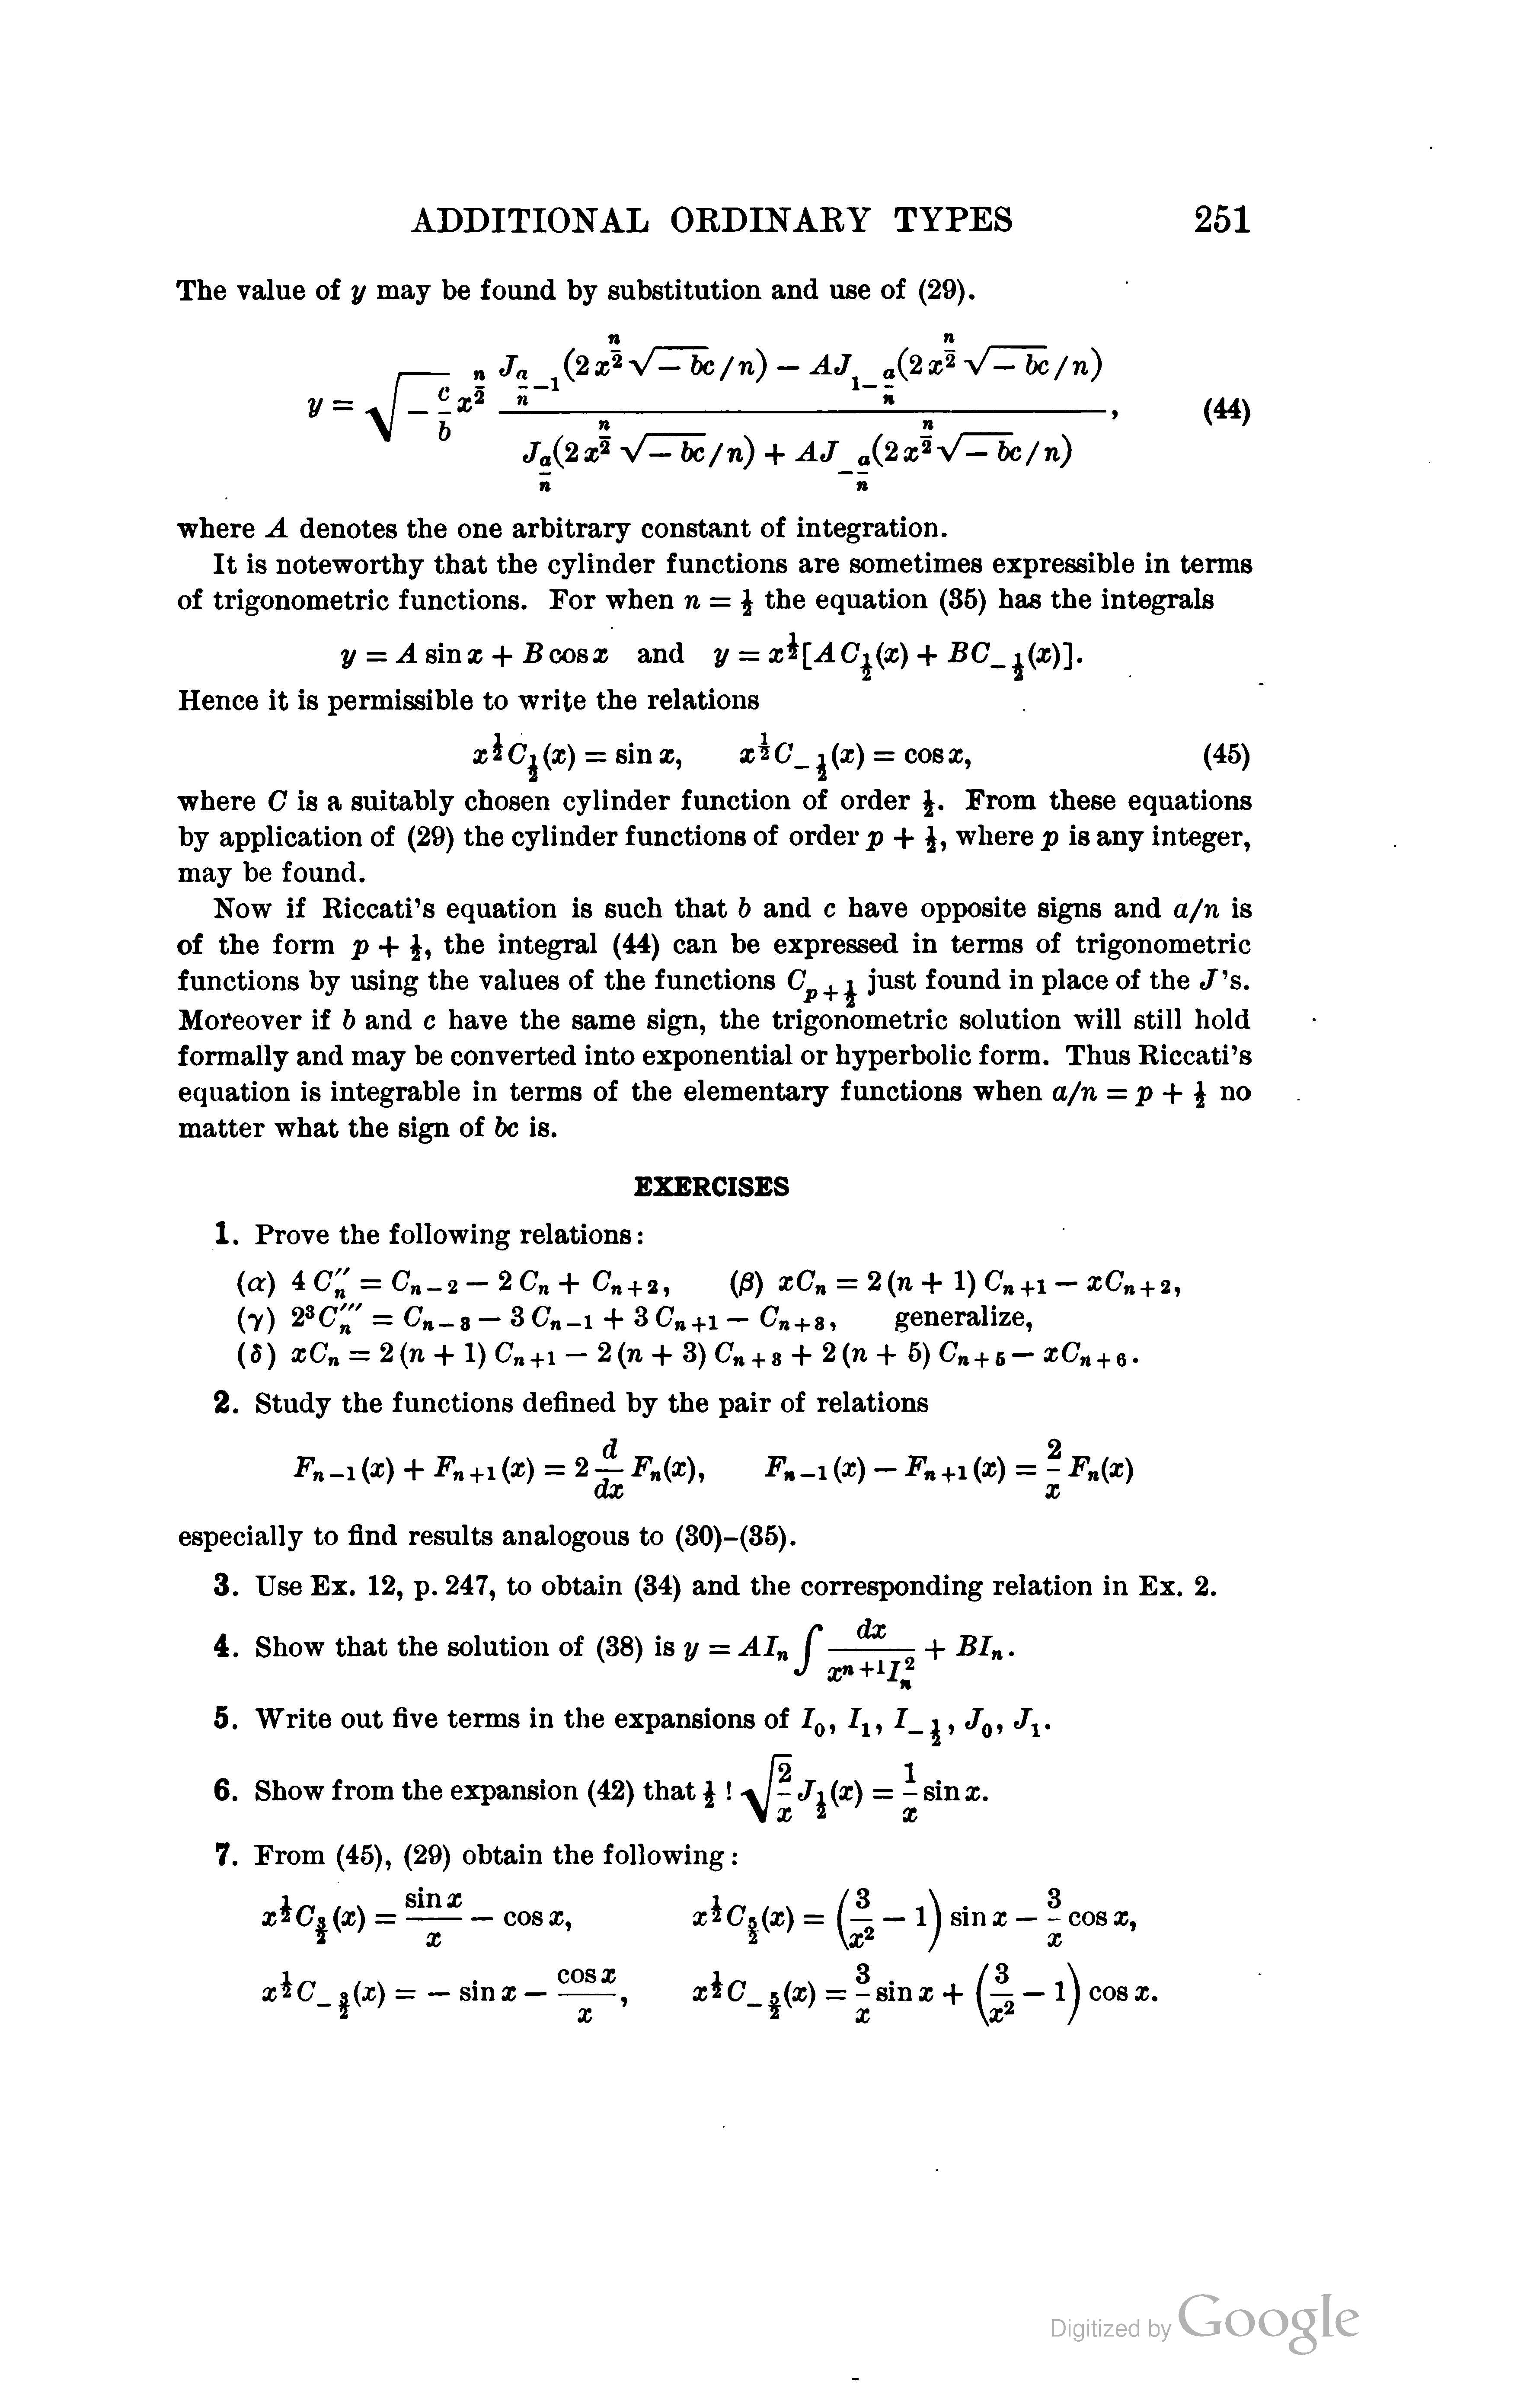 ADDITIONAL ORDINARY TYPES 251
The value of y may be found by substitution and use of (29).
$y = \sqrt{-\frac{c}{b}} x^{\frac{n}{2}} \frac{J_{\frac{a}{n}-1}(2x^{\frac{n}{2}}\sqrt{-bc}/n) - AJ_{1-\frac{a}{n}}(2x^{\frac{n}{2}}\sqrt{-bc}/n)}{J_{\frac{a}{n}}(2x^{\frac{n}{2}}\sqrt{-bc}/n) + AJ_{-\frac{a}{n}}(2x^{\frac{n}{2}}\sqrt{-bc}/n)},$ (44)
where A denotes the one arbitrary constant of integration.
It is noteworthy that the cylinder functions are sometimes expressible in terms
of trigonometric functions. For when n = ½ the equation (35) has the integrals
$y = A \sin x + B \cos x$ and $y = x^{\frac{1}{2}}[AC_{\frac{1}{2}}(x) + BC_{-\frac{1}{2}}(x)].$
Hence it is permissible to write the relations
$x^{\frac{1}{2}}C_{\frac{1}{2}}(x) = \sin x, \quad x^{\frac{1}{2}}C_{-\frac{1}{2}}(x) = \cos x,$ (45)
where C is a suitably chosen cylinder function of order ½. From these equations
by application of (29) the cylinder functions of order p + ½, where p is any integer,
may be found.
Now if Riccati's equation is such that b and c have opposite signs and a/n is
of the form p + ½, the integral (44) can be expressed in terms of trigonometric
functions by using the values of the functions $C_{p+\frac{1}{2}}$ just found in place of the J's.
Moreover if b and c have the same sign, the trigonometric solution will still hold
formally and may be converted into exponential or hyperbolic form. Thus Riccati's
equation is integrable in terms of the elementary functions when a/n = p + ½ no
matter what the sign of bc is.
EXERCISES
1. Prove the following relations:
(α) $4C_n'' = C_{n-2} - 2C_n + C_{n+2},$ (β) $xC_n = 2(n+1)C_{n+1} - xC_{n+2},$
(γ) $2^3C_n''' = C_{n-3} - 3C_{n-1} + 3C_{n+1} - C_{n+3},$ generalize,
(δ) $xC_n = 2(n+1)C_{n+1} - 2(n+3)C_{n+3} + 2(n+5)C_{n+5} - xC_{n+6}.$
2. Study the functions defined by the pair of relations
$F_{n-1}(x) + F_{n+1}(x) = 2\frac{d}{dx}F_n(x), \quad F_{n-1}(x) - F_{n+1}(x) = \frac{2}{x}F_n(x)$
especially to find results analogous to (30)–(35).
3. Use Ex. 12, p. 247, to obtain (34) and the corresponding relation in Ex. 2.
4. Show that the solution of (38) is $y = AI_n \int \frac{dx}{x^{n+1}I_n^2} + BI_n.$
5. Write out five terms in the expansions of $I_0, I_1, I_{-\frac{1}{2}}, J_0, J_1.$
6. Show from the expansion (42) that $\frac{1}{2}! \sqrt{\frac{2}{x}} J_{\frac{1}{2}}(x) = \frac{1}{x} \sin x.$
7. From (45), (29) obtain the following:
$x^{\frac{1}{2}}C_{\frac{3}{2}}(x) = \frac{\sin x}{x} - \cos x, \quad x^{\frac{1}{2}}C_{\frac{5}{2}}(x) = \left(\frac{3}{x^2} - 1\right) \sin x - \frac{3}{x} \cos x,$
$x^{\frac{1}{2}}C_{-\frac{3}{2}}(x) = - \sin x - \frac{\cos x}{x}, \quad x^{\frac{1}{2}}C_{-\frac{5}{2}}(x) = \frac{3}{x} \sin x + \left(\frac{3}{x^2} - 1\right) \cos x.$
Digitized by Google